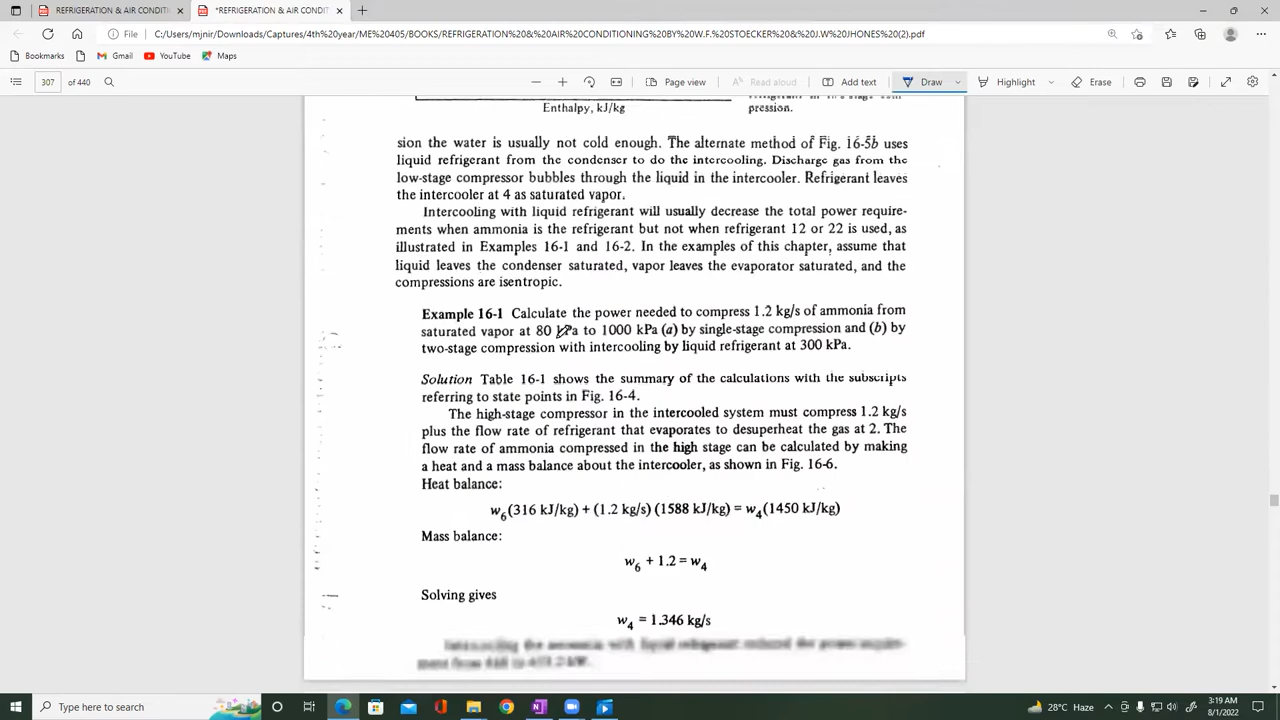 REFRIGERATION & AIR CONDIT
*REFRIGERATION & AIR CONDIT
File
C:/Users/mjnir/Downloads/Captures/4th%20year/ME%20405/BOOKS/REFRIGERATION%20&%20AIR%20CONDITIONING%20BY%20W.F.%20STOECKER%20&%20J.W%20JHONES%20(2).pdf
Bookmarks
Gmail
YouTube
Maps
307 of 440
Page view
Read aloud
Add text
Draw
Highlight
Erase
Enthalpy, kJ/kg
pression.
sion the water is usually not cold enough. The alternate method of Fig. 16-5b uses
liquid refrigerant from the condenser to do the intercooling. Discharge gas from the
low-stage compressor bubbles through the liquid in the intercooler. Refrigerant leaves
the intercooler at 4 as saturated vapor.
Intercooling with liquid refrigerant will usually decrease the total power require-
ments when ammonia is the refrigerant but not when refrigerant 12 or 22 is used, as
illustrated in Examples 16-1 and 16-2. In the examples of this chapter, assume that
liquid leaves the condenser saturated, vapor leaves the evaporator saturated, and the
compressions are isentropic.
Example 16-1 Calculate the power needed to compress 1.2 kg/s of ammonia from
saturated vapor at 80 kPa to 1000 kPa (a) by single-stage compression and (b) by
two-stage compression with intercooling by liquid refrigerant at 300 kPa.
Solution Table 16-1 shows the summary of the calculations with the subscripts
referring to state points in Fig. 16-4.
The high-stage compressor in the intercooled system must compress 1.2 kg/s
plus the flow rate of refrigerant that evaporates to desuperheat the gas at 2. The
flow rate of ammonia compressed in the high stage can be calculated by making
a heat and a mass balance about the intercooler, as shown in Fig. 16-6.
Heat balance:
w6(316 kJ/kg) + (1.2 kg/s) (1588 kJ/kg) = w4(1450 kJ/kg)
Mass balance:
w6 + 1.2 = w4
Solving gives
w4 = 1.346 kg/s
Type here to search
28°C Haze
3:19 AM
8/1/2022